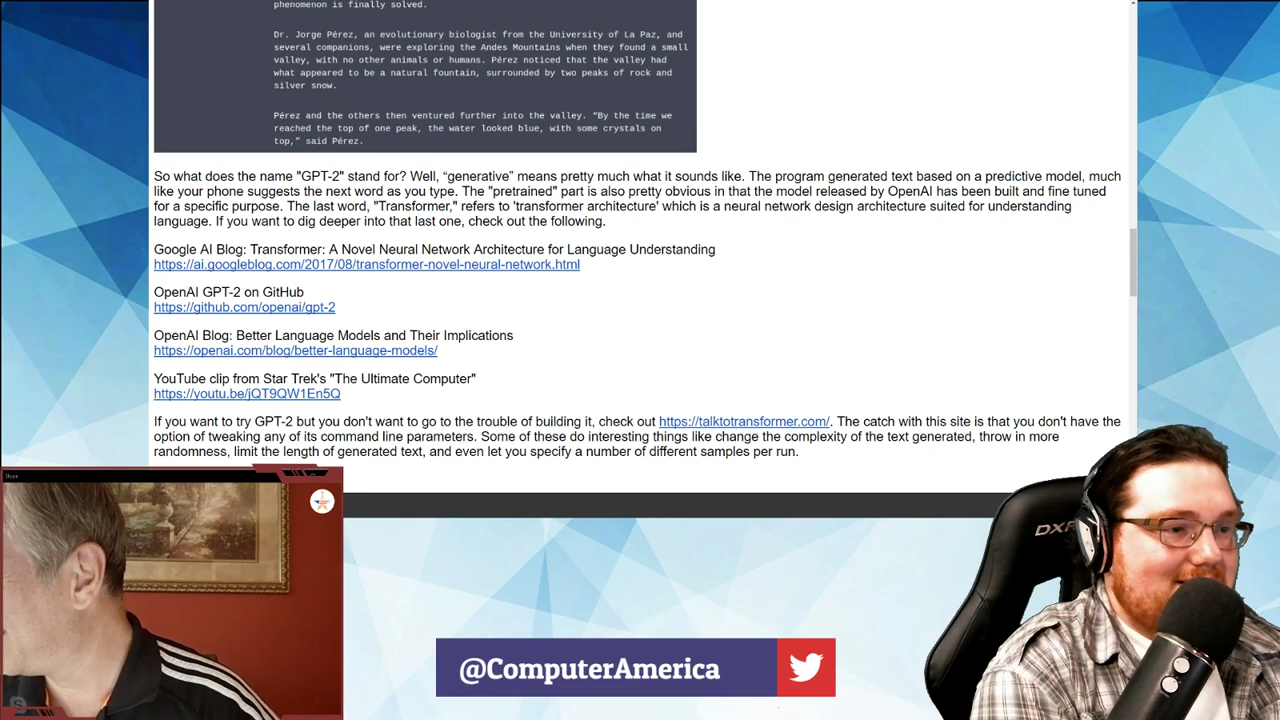 phenomenon is finally solved.
Dr. Jorge Pérez, an evolutionary biologist from the University of La Paz, and
several companions, were exploring the Andes Mountains when they found a small
valley, with no other animals or humans. Pérez noticed that the valley had
what appeared to be a natural fountain, surrounded by two peaks of rock and
silver snow.
Pérez and the others then ventured further into the valley. “By the time we
reached the top of one peak, the water looked blue, with some crystals on
top,” said Pérez.
So what does the name "GPT-2" stand for? Well, “generative” means pretty much what it sounds like. The program generated text based on a predictive model, much
like your phone suggests the next word as you type. The "pretrained" part is also pretty obvious in that the model released by OpenAI has been built and fine tuned
for a specific purpose. The last word, "Transformer," refers to 'transformer architecture' which is a neural network design architecture suited for understanding
language. If you want to dig deeper into that last one, check out the following.
Google AI Blog: Transformer: A Novel Neural Network Architecture for Language Understanding
https://ai.googleblog.com/2017/08/transformer-novel-neural-network.html
OpenAI GPT-2 on GitHub
https://github.com/openai/gpt-2
OpenAI Blog: Better Language Models and Their Implications
https://openai.com/blog/better-language-models/
YouTube clip from Star Trek's "The Ultimate Computer"
https://youtu.be/jQT9QW1En5Q
If you want to try GPT-2 but you don't want to go to the trouble of building it, check out https://talktotransformer.com/. The catch with this site is that you don't have the
option of tweaking any of its command line parameters. Some of these do interesting things like change the complexity of the text generated, throw in more
randomness, limit the length of generated text, and even let you specify a number of different samples per run.
Skype
@ComputerAmerica